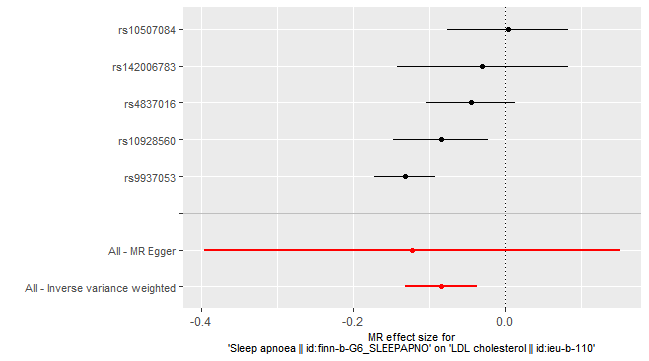 rs10507084
rs142006783
rs4837016
rs10928560
rs9937053
All - MR Egger
All - Inverse variance weighted
-0.4
-0.2
0.0
MR effect size for
'Sleep apnoea || id:finn-b-G6_SLEEPAPNO' on 'LDL cholesterol || id:ieu-b-110'